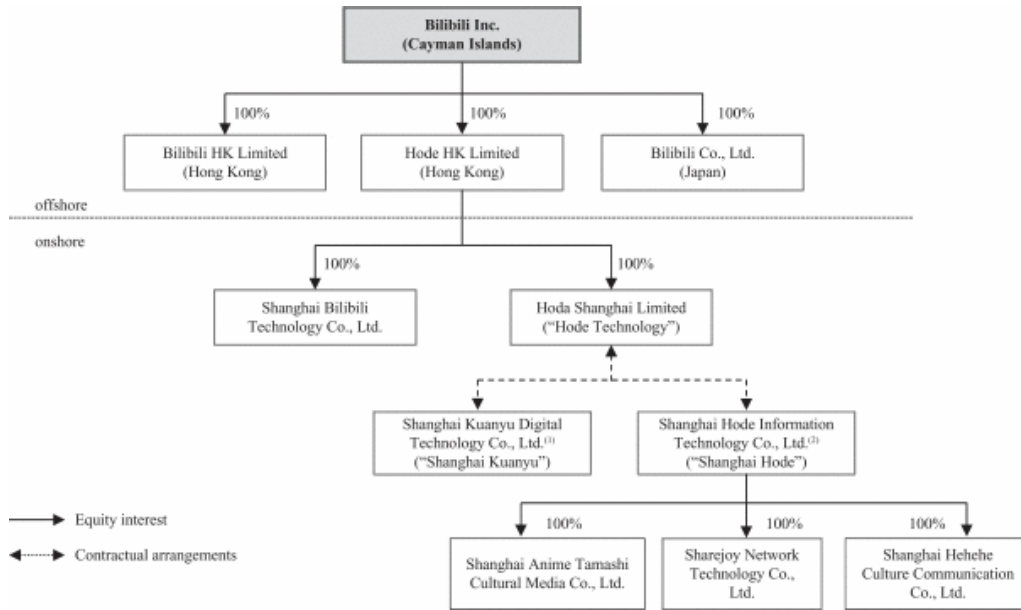 Bilibili Inc.
(Cayman Islands)
100%
100%
100%
Bilibili HK Limited
(Hong Kong)
Hode HK Limited
(Hong Kong)
Bilibili Co., Ltd.
(Japan)
offshore
onshore
100%
100%
Shanghai Bilibili
Technology Co., Ltd.
Hoda Shanghai Limited
(“Hode Technology”)
Shanghai Kuanyu Digital
Technology Co., Ltd.(1)
(“Shanghai Kuanyu”)
Shanghai Hode Information
Technology Co., Ltd.(2)
(“Shanghai Hode”)
Equity interest
Contractual arrangements
100%
100%
100%
Shanghai Anime Tamashi
Cultural Media Co., Ltd.
Sharejoy Network
Technology Co.,
Ltd.
Shanghai Hehehe
Culture Communication
Co., Ltd.